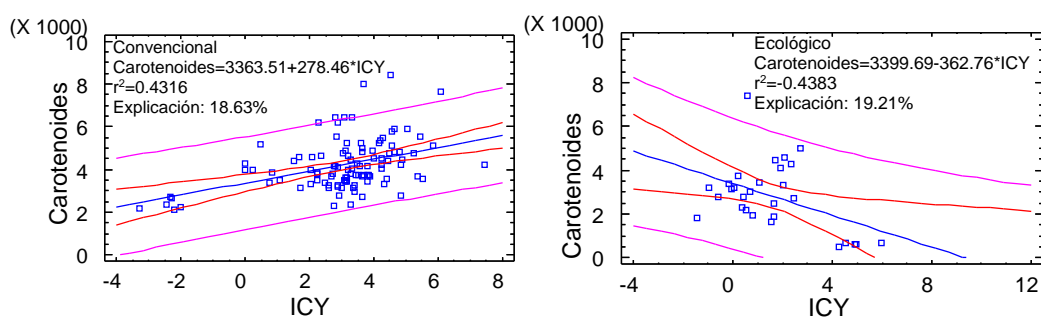 (X 1000)
10
8
6
4
2
0
Carotenoides
Convencional
Carotenoides=3363.51+278.46*ICY
r²=0.4316
Explicación: 18.63%
-4
-2
0
2
4
6
8
ICY
(X 1000)
10
8
6
4
2
0
Carotenoides
Ecológico
Carotenoides=3399.69-362.76*ICY
r²=-0.4383
Explicación: 19.21%
-4
0
4
8
12
ICY